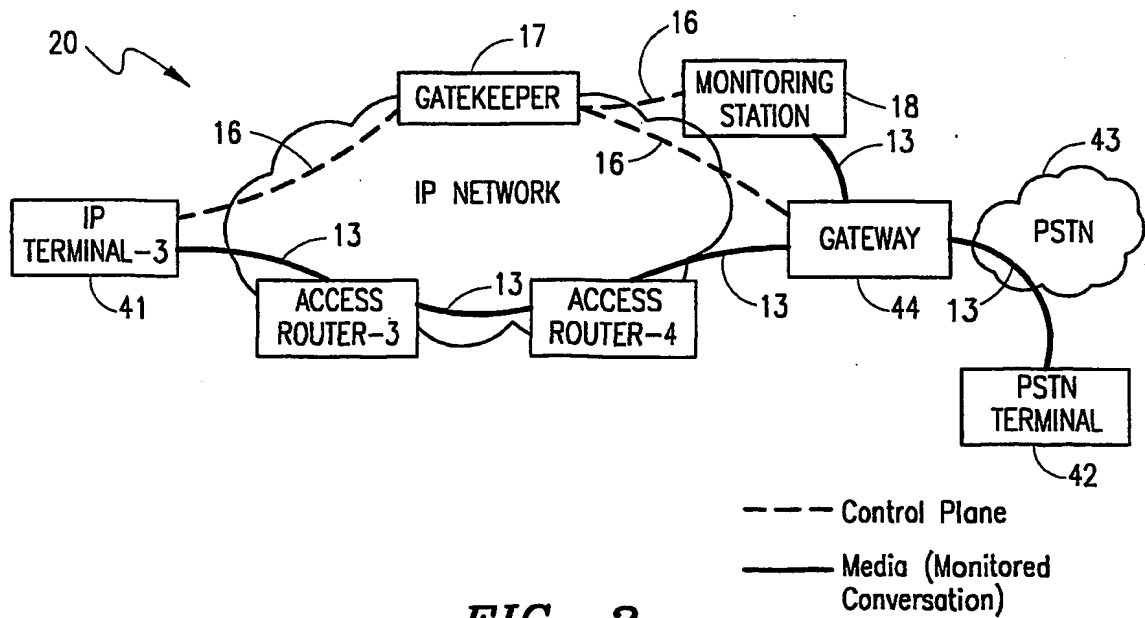 20
17
16
GATEKEEPER
MONITORING
STATION
18
16
16
13
43
IP NETWORK
IP
TERMINAL-3
13
GATEWAY
PSTN
41
13
ACCESS
ROUTER-3
ACCESS
ROUTER-4
13
44
13
PSTN
TERMINAL
42
Control Plane
Media (Monitored
Conversation)